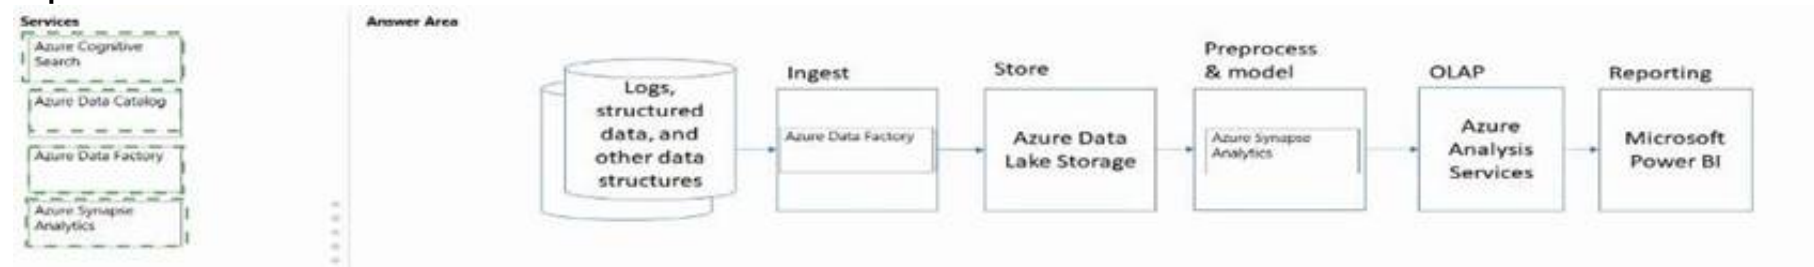 Services
Azure Cognitive
Search
Azure Data Catalog
Azure Data Factory
Azure Synapse
Analytics
Answer Area
Logs,
structured
data, and
other data
structures
Ingest
Azure Data Factory
Store
Azure Data
Lake Storage
Preprocess
& model
Azure Synapse
Analytics
OLAP
Azure
Analysis
Services
Reporting
Microsoft
Power BI